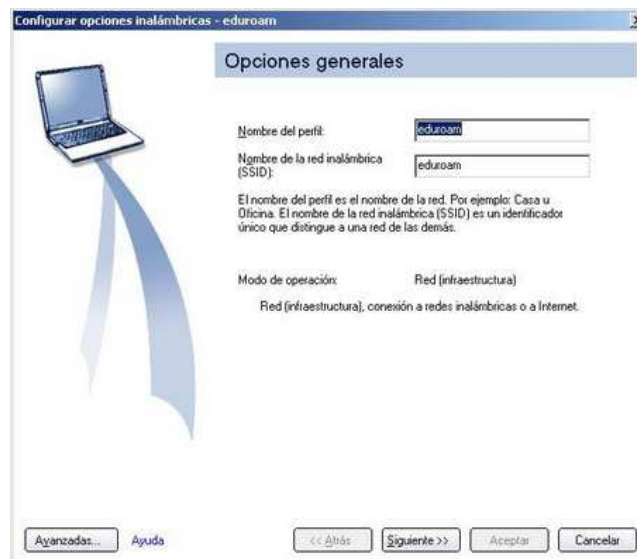 Configurar opciones inalámbricas - eduroam
Opciones generales
Nombre del perfil: eduroam
Nombre de la red inalámbrica
(SSID): eduroam
El nombre del perfil es el nombre de la red. Por ejemplo: Casa u
Oficina. El nombre de la red inalámbrica (SSID) es un identificador
único que distingue a una red de las demás.
Modo de operación: Red (infraestructura)
Red (infraestructura), conexión a redes inalámbricas o a Internet.
Avanzadas... Ayuda << Atrás Siguiente >> Aceptar Cancelar